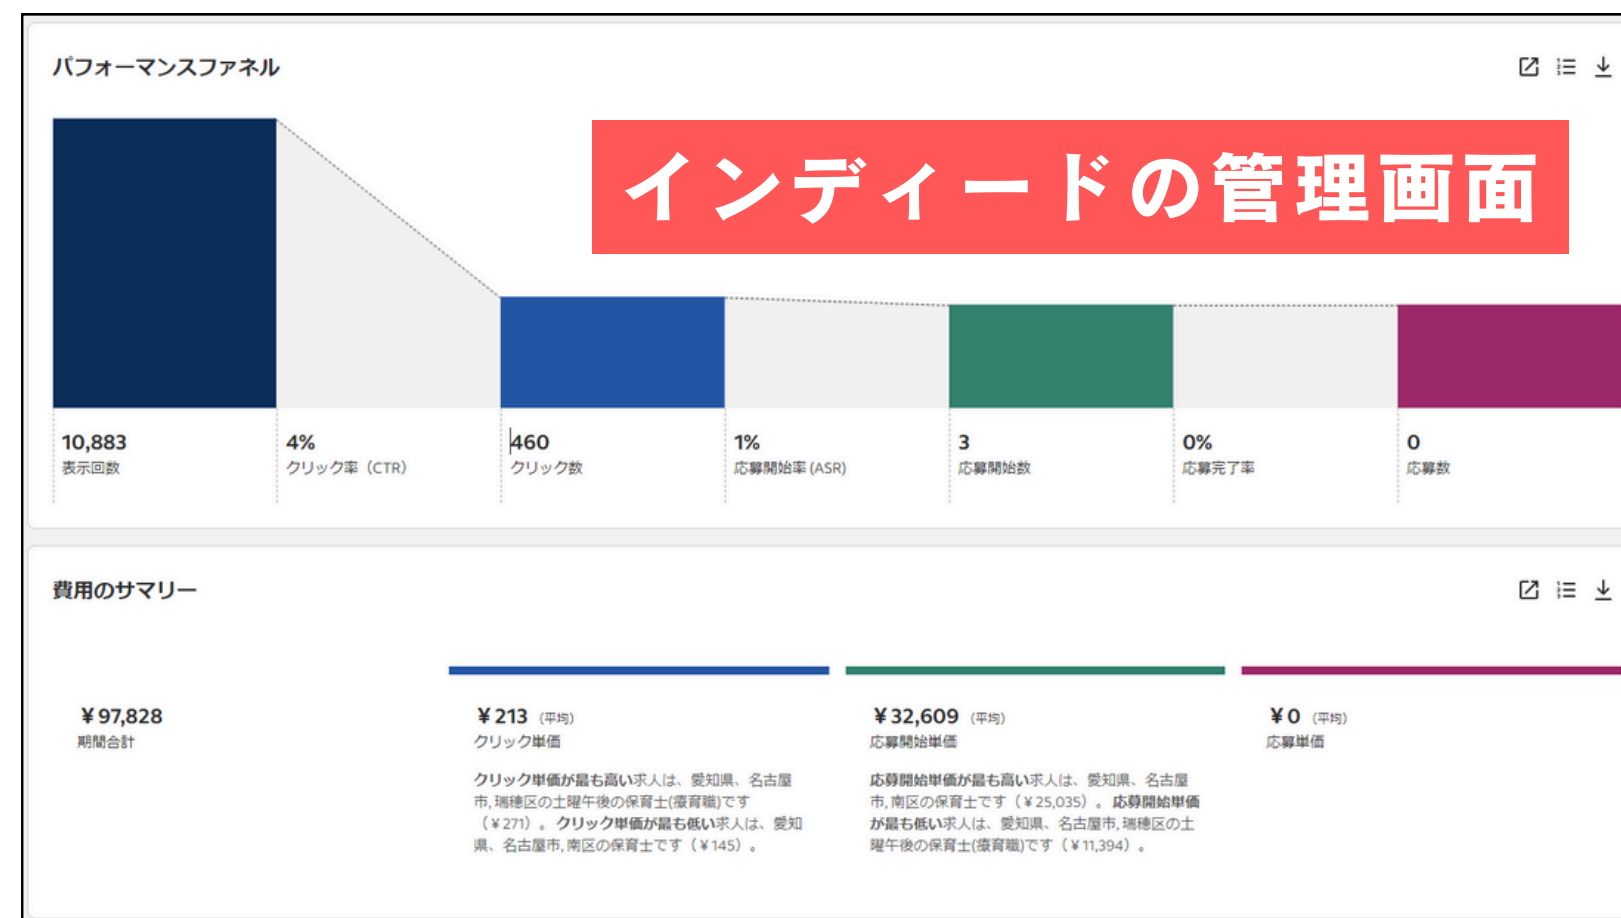 パフォーマンスファネル
インディードの管理画面
10,883
表示回数
4%
クリック率（CTR）
460
クリック数
1%
応募開始率 (ASR)
3
応募開始数
0%
応募完了率
0
応募数
費用のサマリー
¥97,828
期間合計
¥213 （平均）
クリック単価
クリック単価が最も高い求人は、愛知県、名古屋
市, 瑞穂区の土曜午後の保育士(療育職)です
（¥271）。クリック単価が最も低い求人は、愛知
県、名古屋市, 南区の保育士です（¥145）。
¥32,609 （平均）
応募開始単価
応募開始単価が最も高い求人は、愛知県、名古屋
市, 南区の保育士です（¥25,035）。応募開始単価
が最も低い求人は、愛知県、名古屋市, 瑞穂区の土
曜午後の保育士(療育職)です（¥11,394）。
¥0 （平均）
応募単価